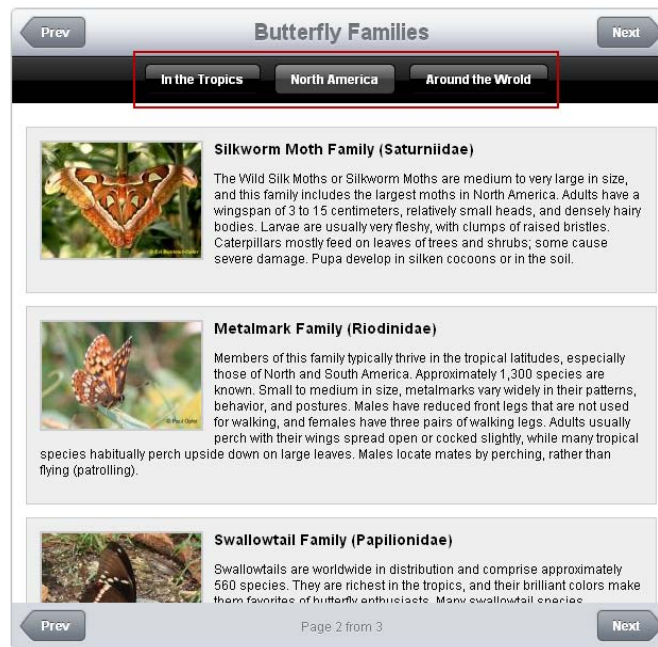 Prev Butterfly Families Next
In the Tropics North America Around the Wrold
Silkworm Moth Family (Saturniidae)
The Wild Silk Moths or Silkworm Moths are medium to very large in size,
and this family includes the largest moths in North America. Adults have a
wingspan of 3 to 15 centimeters, relatively small heads, and densely hairy
bodies. Larvae are usually very fleshy, with clumps of raised bristles.
Caterpillars mostly feed on leaves of trees and shrubs; some cause
severe damage. Pupa develop in silken cocoons or in the soil.
Metalmark Family (Riodinidae)
Members of this family typically thrive in the tropical latitudes, especially
those of North and South America. Approximately 1,300 species are
known. Small to medium in size, metalmarks vary widely in their patterns,
behavior, and postures. Males have reduced front legs that are not used
for walking, and females have three pairs of walking legs. Adults usually
perch with their wings spread open or cocked slightly, while many tropical
species habitually perch upside down on large leaves. Males locate mates by perching, rather than
flying (patrolling).
Swallowtail Family (Papilionidae)
Swallowtails are worldwide in distribution and comprise approximately
560 species. They are richest in the tropics, and their brilliant colors make
them favorites of butterfly enthusiasts. Many swallowtail species
Prev Page 2 from 3 Next